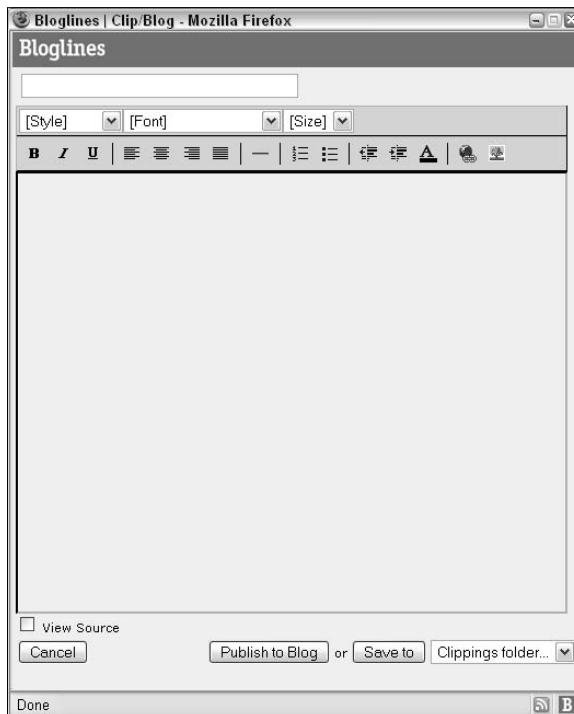 Bloglines | Clip/Blog - Mozilla Firefox
Bloglines
[Style] [Font] [Size]
B I U A
View Source
Cancel Publish to Blog or Save to Clippings folder...
Done B